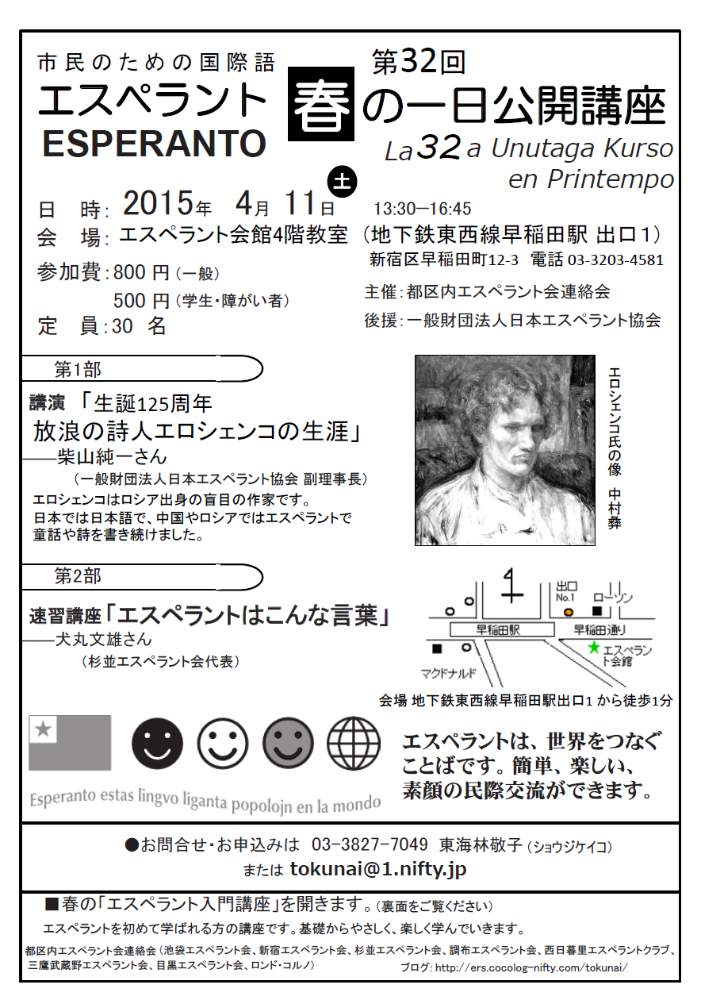 市民のための国際語
エスペラント
ESPERANTO
春
第32回
の一日公開講座
La 32a Unutaga Kurso
en Printempo
日　時： 2015年 4月 11日 土 13:30―16:45
会　場： エスペラント会館4階教室 （地下鉄東西線早稲田駅 出口１）
新宿区早稲田町12-3 電話 03-3203-4581
参加費：800 円（一般）
500 円（学生・障がい者）
定　員：30 名
主催：都区内エスペラント会連絡会
後援：一般財団法人日本エスペラント協会
第1部
講演 「生誕125周年
放浪の詩人エロシェンコの生涯」
――柴山純一さん
（一般財団法人日本エスペラント協会 副理事長）
エロシェンコはロシア出身の盲目の作家です。
日本では日本語で、中国やロシアではエスペラントで
童話や詩を書き続けました。
エロシェンコ氏の像 中村彝
第2部
速習講座「エスペラントはこんな言葉」
――犬丸文雄さん
（杉並エスペラント会代表）
4
出口
No.1
ローソン
早稲田駅
早稲田通り
エスペラン
ト会館
マクドナルド
会場 地下鉄東西線早稲田駅出口1 から徒歩1分
Esperanto estas lingvo liganta popolojn en la mondo
エスペラントは、世界をつなぐ
ことばです。簡単、楽しい、
素顔の民際交流ができます。
●お問合せ・お申込みは 03-3827-7049 東海林敬子（ショウジケイコ）
または tokunai@1.nifty.jp
■春の「エスペラント入門講座」を開きます。（裏面をご覧ください）
エスペラントを初めて学ばれる方の講座です。基礎からやさしく、楽しく学んでいきます。
都区内エスペラント会連絡会（池袋エスペラント会、新宿エスペラント会、杉並エスペラント会、調布エスペラント会、西日暮里エスペラントクラブ、
三鷹武蔵野エスペラント会、目黒エスペラント会、ロンド・コルノ）
ブログ: http://ers.cocolog-nifty.com/tokunai/